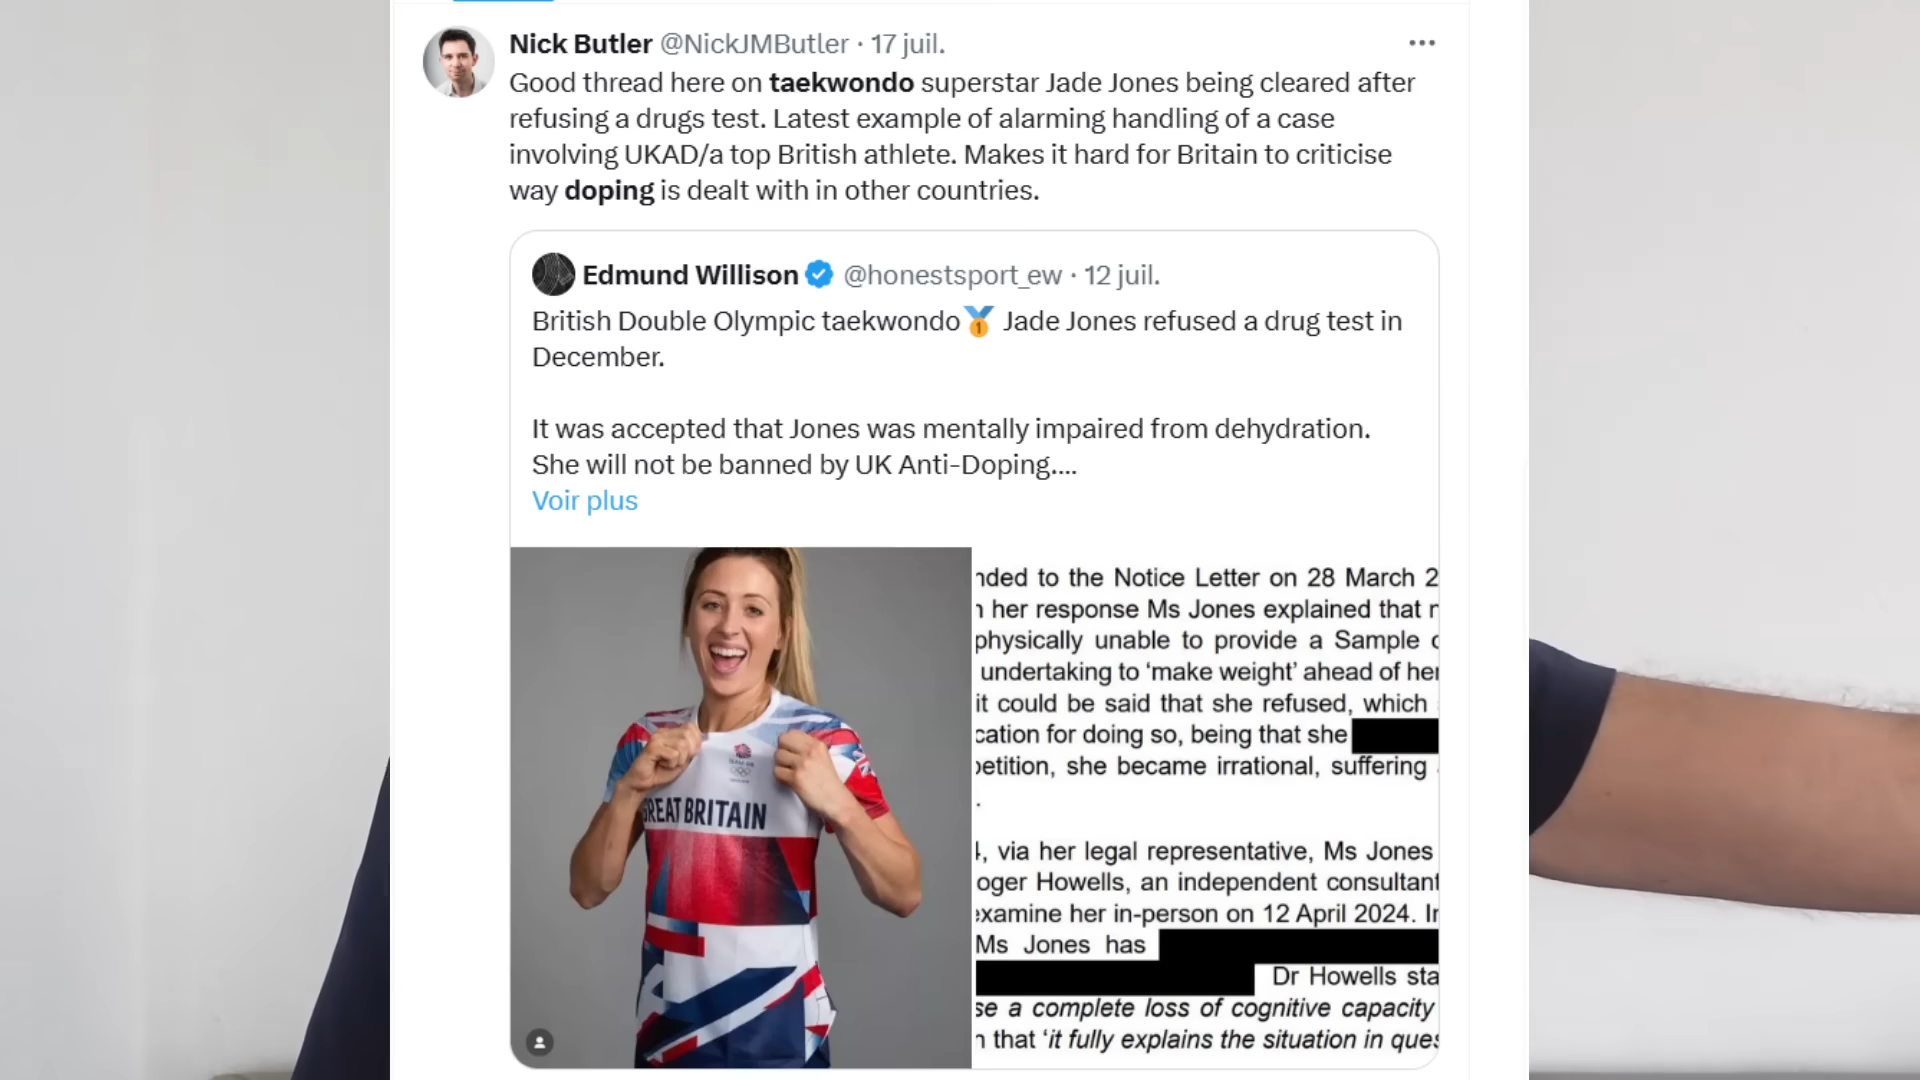 Nick Butler @NickJMButler · 17 juil.
Good thread here on taekwondo superstar Jade Jones being cleared after
refusing a drugs test. Latest example of alarming handling of a case
involving UKAD/a top British athlete. Makes it hard for Britain to criticise
way doping is dealt with in other countries.
Edmund Willison @honestsport_ew · 12 juil.
British Double Olympic taekwondo🥇 Jade Jones refused a drug test in
December.
It was accepted that Jones was mentally impaired from dehydration.
She will not be banned by UK Anti-Doping....
Voir plus
TEAM GB
GREAT BRITAIN
nded to the Notice Letter on 28 March 2
her response Ms Jones explained that
physically unable to provide a Sample
undertaking to ‘make weight’ ahead of her
it could be said that she refused, which
cation for doing so, being that she
petition, she became irrational, suffering
.
, via her legal representative, Ms Jones
oger Howells, an independent consultant
examine her in-person on 12 April 2024. In
Ms Jones has
Dr Howells sta
se a complete loss of cognitive capacity
that ‘it fully explains the situation in ques